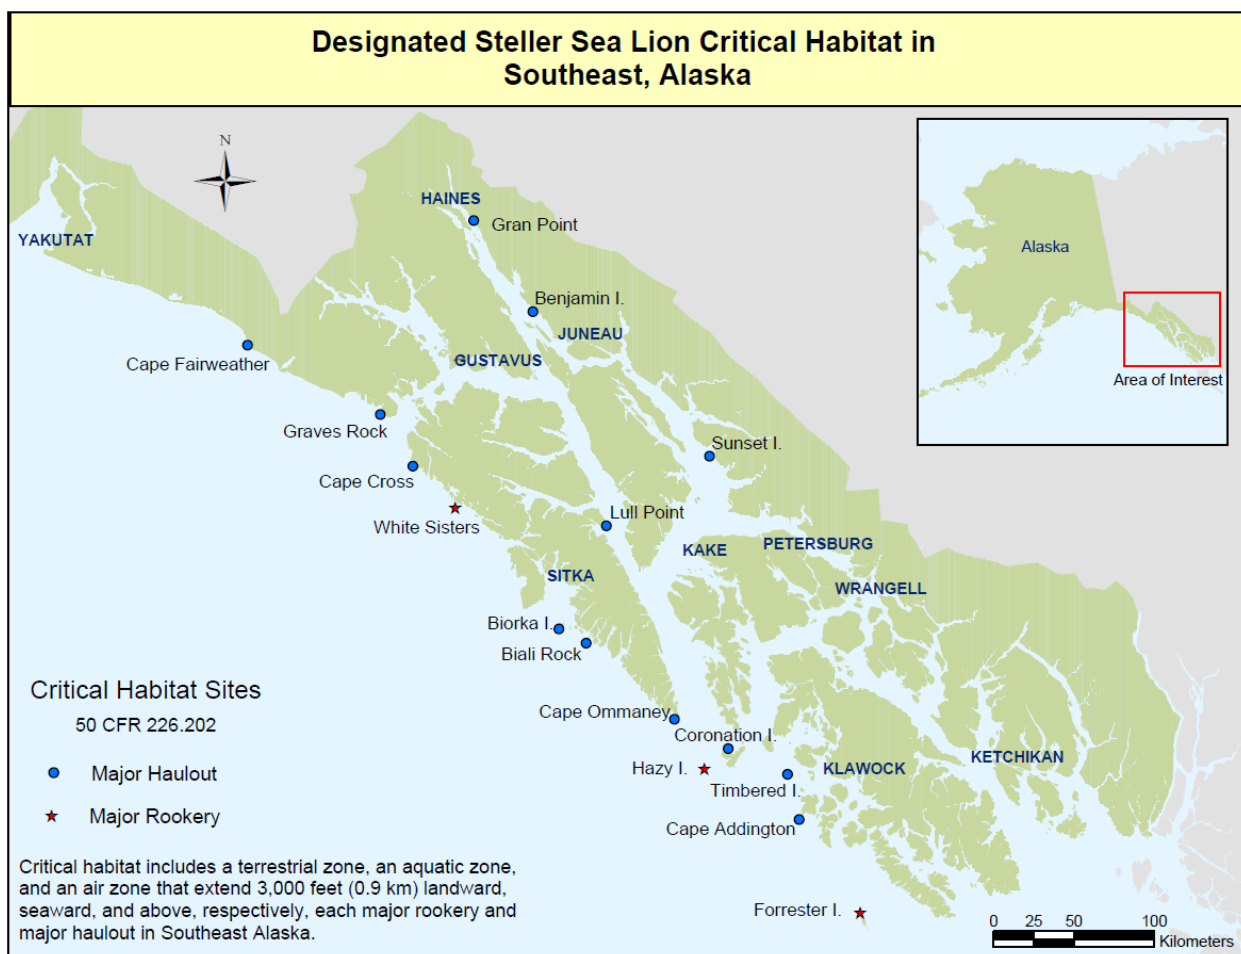 Designated Steller Sea Lion Critical Habitat in
Southeast, Alaska
N
HAINES
Gran Point
YAKUTAT
Alaska
Benjamin I.
JUNEAU
Cape Fairweather
GUSTAVUS
Area of Interest
Graves Rock
Sunset I.
Cape Cross
Lull Point
White Sisters
KAKE
PETERSBURG
SITKA
WRANGELL
Biorka I.
Biali Rock
Cape Ommaney
Coronation I.
Hazy I.
KLAWOCK
KETCHIKAN
Timbered I.
Cape Addington
Forrester I.
Critical Habitat Sites
50 CFR 226.202
Major Haulout
Major Rookery
Critical habitat includes a terrestrial zone, an aquatic zone,
and an air zone that extend 3,000 feet (0.9 km) landward,
seaward, and above, respectively, each major rookery and
major haulout in Southeast Alaska.
0 25 50 100
Kilometers